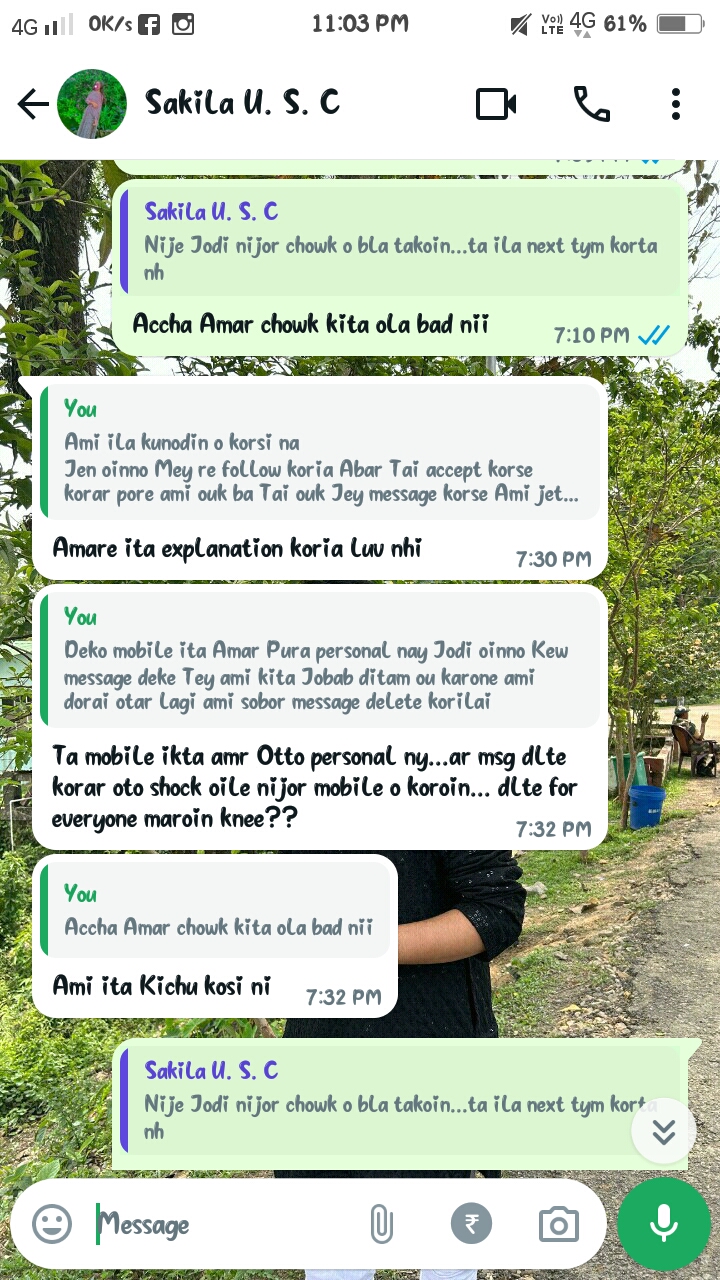 4G 0K/s 11:03 PM Vo)) LTE 4G 61%
Sakila U. S. C
Sakila U. S. C
Nije Jodi nijor chowk o bla takoin...ta ila next tym korta
nh
Accha Amar chowk kita ola bad nii
7:10 PM
You
Ami ila kunodin o korsi na
Jen oinno Mey re follow koria Abar Tai accept korse
korar pore ami ouk ba Tai ouk Jey message korse Ami jet...
Amare ita explanation koria luv nhi
7:30 PM
You
Deko mobile ita Amar Pura personal nay Jodi oinno Kew
message deke Tey ami kita Jobab ditam ou karone ami
dorai otar lagi ami sobor message delete korilai
Ta mobile ikta amr Otto personal ny...ar msg dlte
korar oto shock oile nijor mobile o koroin... dlte for
everyone maroin knee??
7:32 PM
You
Accha Amar chowk kita ola bad nii
Ami ita Kichu kosi ni
7:32 PM
Sakila U. S. C
Nije Jodi nijor chowk o bla takoin...ta ila next tym korta
nh
Message